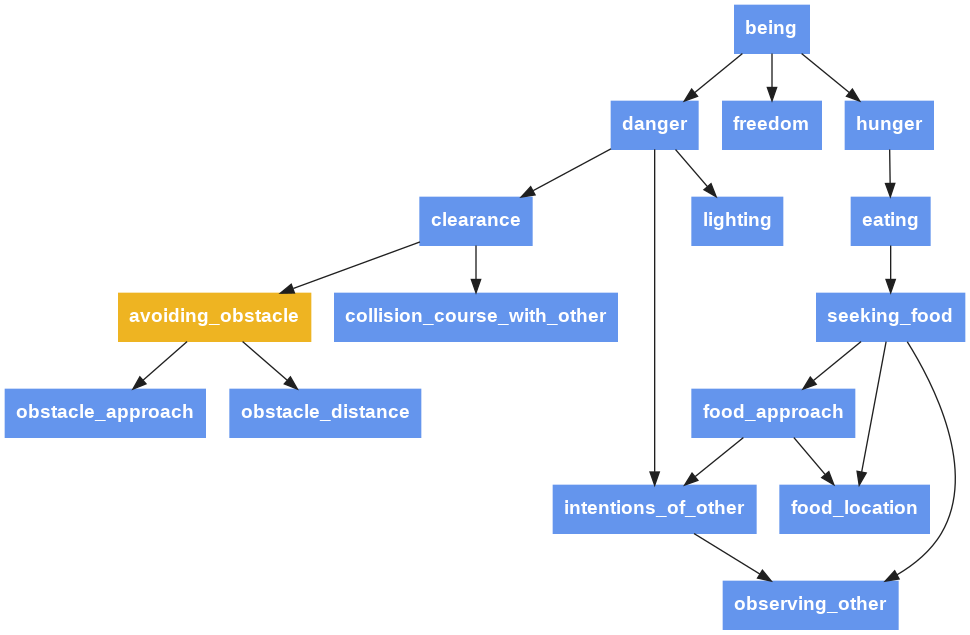 being
danger
freedom
hunger
clearance
lighting
eating
avoiding_obstacle
collision_course_with_other
seeking_food
obstacle_approach
obstacle_distance
food_approach
intentions_of_other
food_location
observing_other